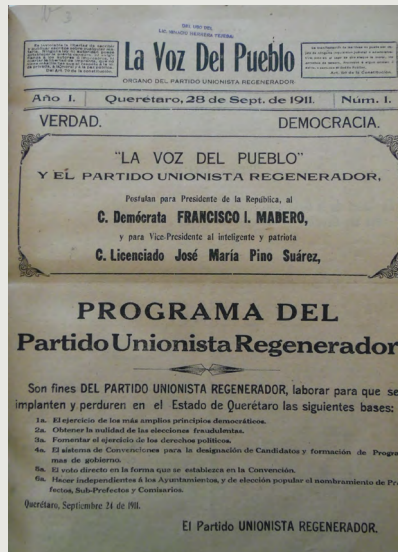 La Voz Del Pueblo
ORGANO DEL PARTIDO UNIONISTA REGENERADOR
Año I. Querétaro, 28 de Sept. de 1911. Núm. 1.
VERDAD. DEMOCRACIA.
"LA VOZ DEL PUEBLO"
Y EL PARTIDO UNIONISTA REGENERADOR,
Postulan para Presidente de la República, al
C. Demócrata FRANCISCO I. MADERO,
y para Vice-Presidente al inteligente y patriota
C. Licenciado José María Pino Suárez,
PROGRAMA DEL
Partido Unionista Regenerador
Son fines DEL PARTIDO UNIONISTA REGENERADOR, laborar para que se
implanten y perduren en el Estado de Querétaro las siguientes bases:
1a. El ejercicio de los más amplios principios democráticos.
2a. Obtener la nulidad de las elecciones fraudulentas.
3a. Fomentar el ejercicio de los derechos políticos.
4a. El sistema de Convenciones para la designación de Candidatos y formación de Progra-
mas de gobierno.
5a. El voto directo en la forma que se establezca en la Convención.
6a. Hacer independientes á los Ayuntamientos, y de elección popular el nombramiento de Pre-
fectos, Sub-Prefectos y Comisarios.
Querétaro, Septiembre 24 de 1911.
El Partido UNIONISTA REGENERADOR.